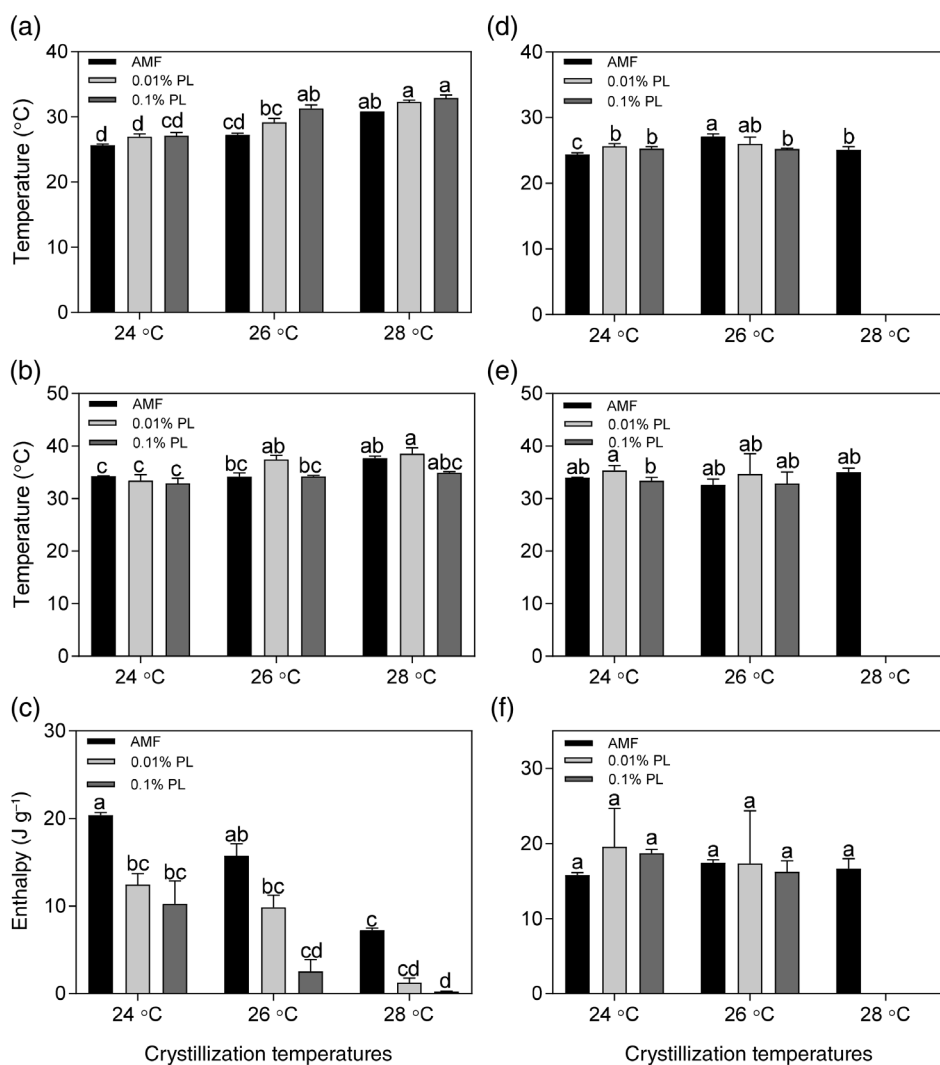 (a)
Temperature (°C)
40
30
20
10
0
AMF
0.01% PL
0.1% PL
d d cd cd bc ab ab a a
24 °C 26 °C 28 °C
(d)
40
30
20
10
0
AMF
0.01% PL
0.1% PL
c b b a ab b b
24 °C 26 °C 28 °C
(b)
Temperature (°C)
50
40
30
20
10
0
AMF
0.01% PL
0.1% PL
c c c bc ab bc ab a abc
24 °C 26 °C 28 °C
(e)
50
40
30
20
10
0
AMF
0.01% PL
0.1% PL
ab a b ab ab ab ab
24 °C 26 °C 28 °C
(c)
Enthalpy (J g⁻¹)
30
20
10
0
AMF
0.01% PL
0.1% PL
a bc bc ab bc cd c cd d
24 °C 26 °C 28 °C
Crystillization temperatures
(f)
30
20
10
0
AMF
0.01% PL
0.1% PL
a a a a a a a
24 °C 26 °C 28 °C
Crystillization temperatures